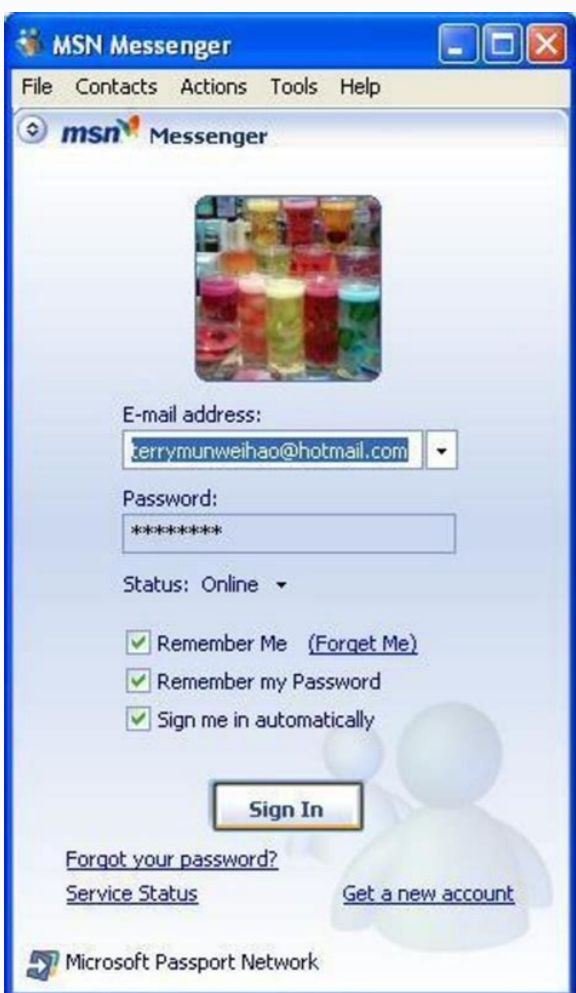 MSN Messenger
File Contacts Actions Tools Help
msn Messenger
E-mail address:
terrymunweihao@hotmail.com
Password:
********
Status: Online
Remember Me (Forget Me)
Remember my Password
Sign me in automatically
Sign In
Forgot your password?
Service Status Get a new account
Microsoft Passport Network